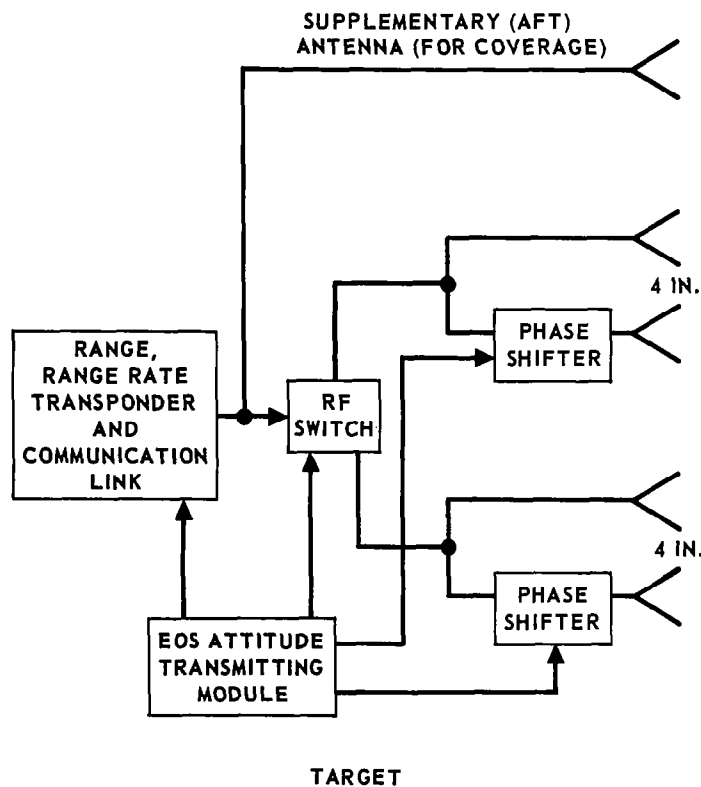 SUPPLEMENTARY (AFT)
ANTENNA (FOR COVERAGE)
4 IN.
PHASE
SHIFTER
RANGE,
RANGE RATE
TRANSPONDER
AND
COMMUNICATION
LINK
RF
SWITCH
4 IN.
PHASE
SHIFTER
EOS ATTITUDE
TRANSMITTING
MODULE
TARGET